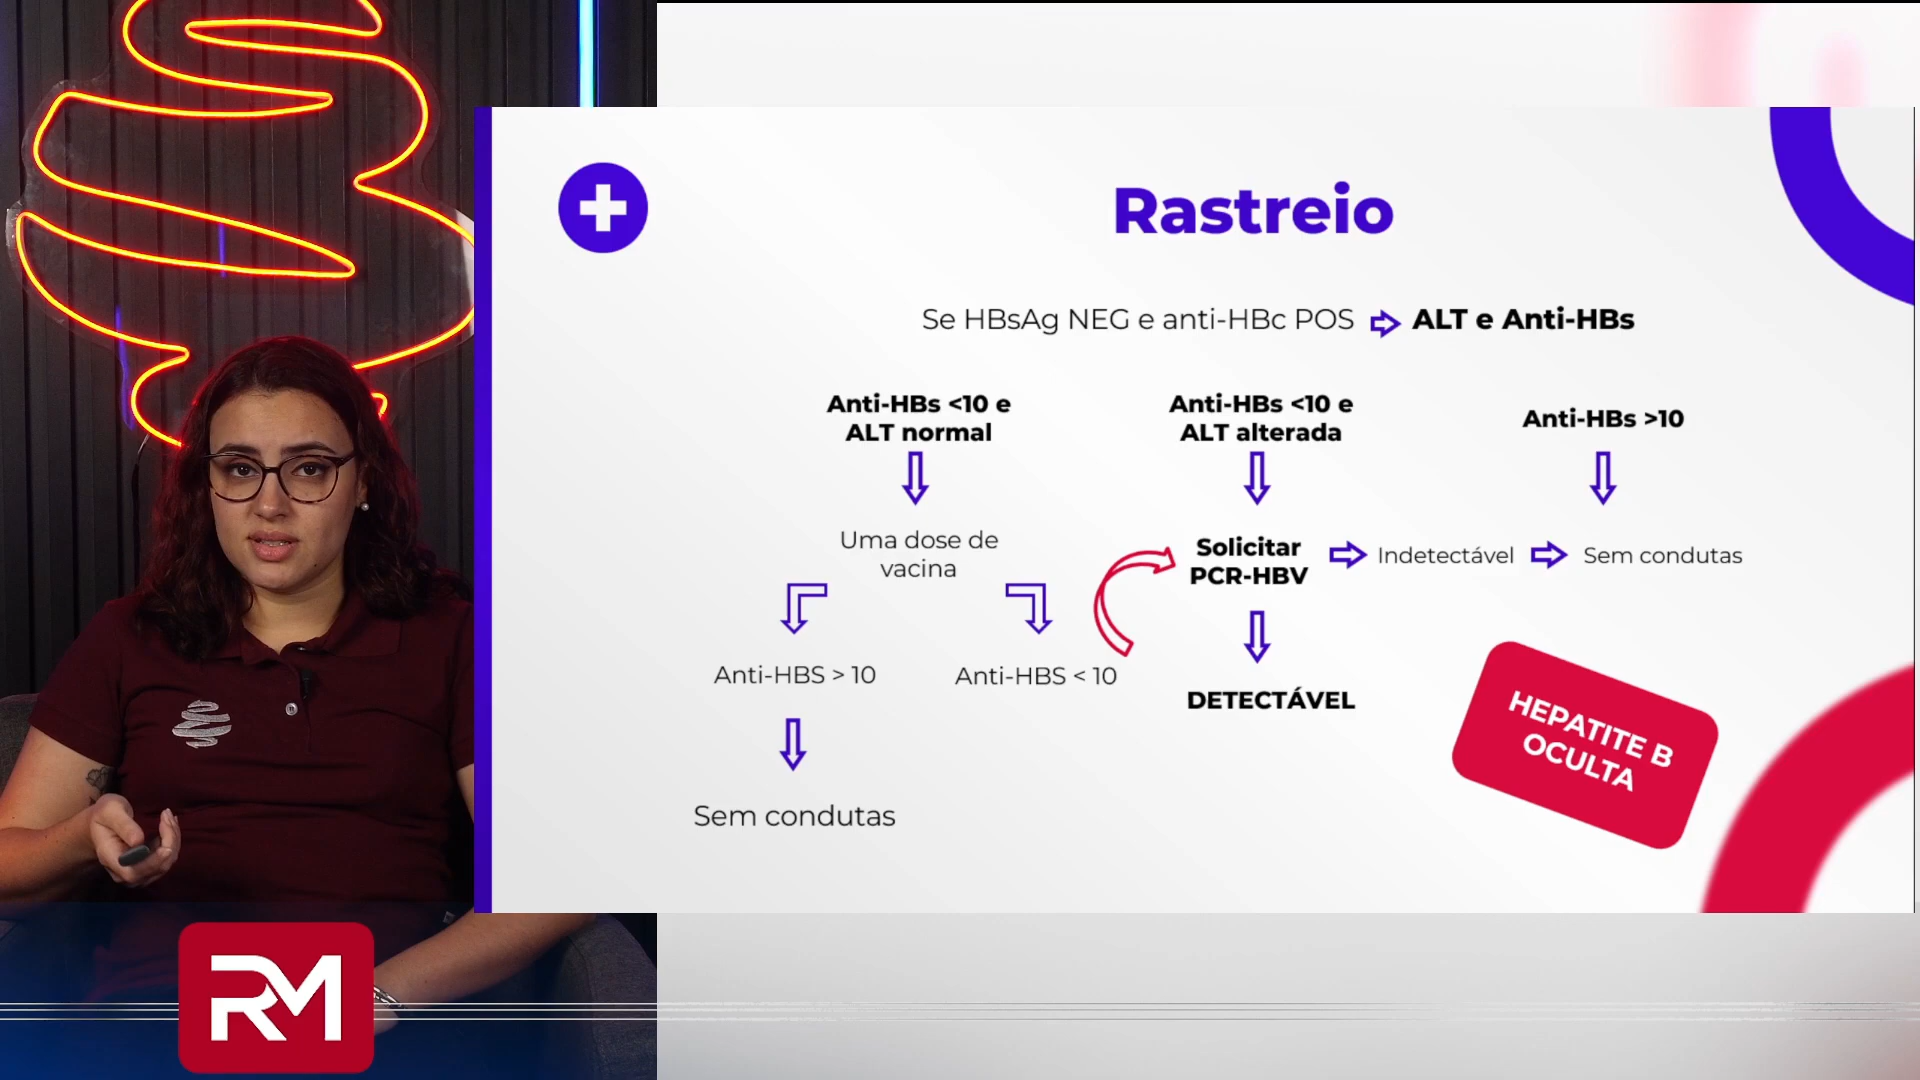 Rastreio
Se HBsAg NEG e anti-HBc POS
ALT e Anti-HBs
Anti-HBs <10 e
ALT normal
Anti-HBs <10 e
ALT alterada
Anti-HBs >10
Uma dose de
vacina
Solicitar
PCR-HBV
Indetectável
Sem condutas
Anti-HBS > 10
Anti-HBS < 10
DETECTÁVEL
HEPATITE B
OCULTA
Sem condutas
RM